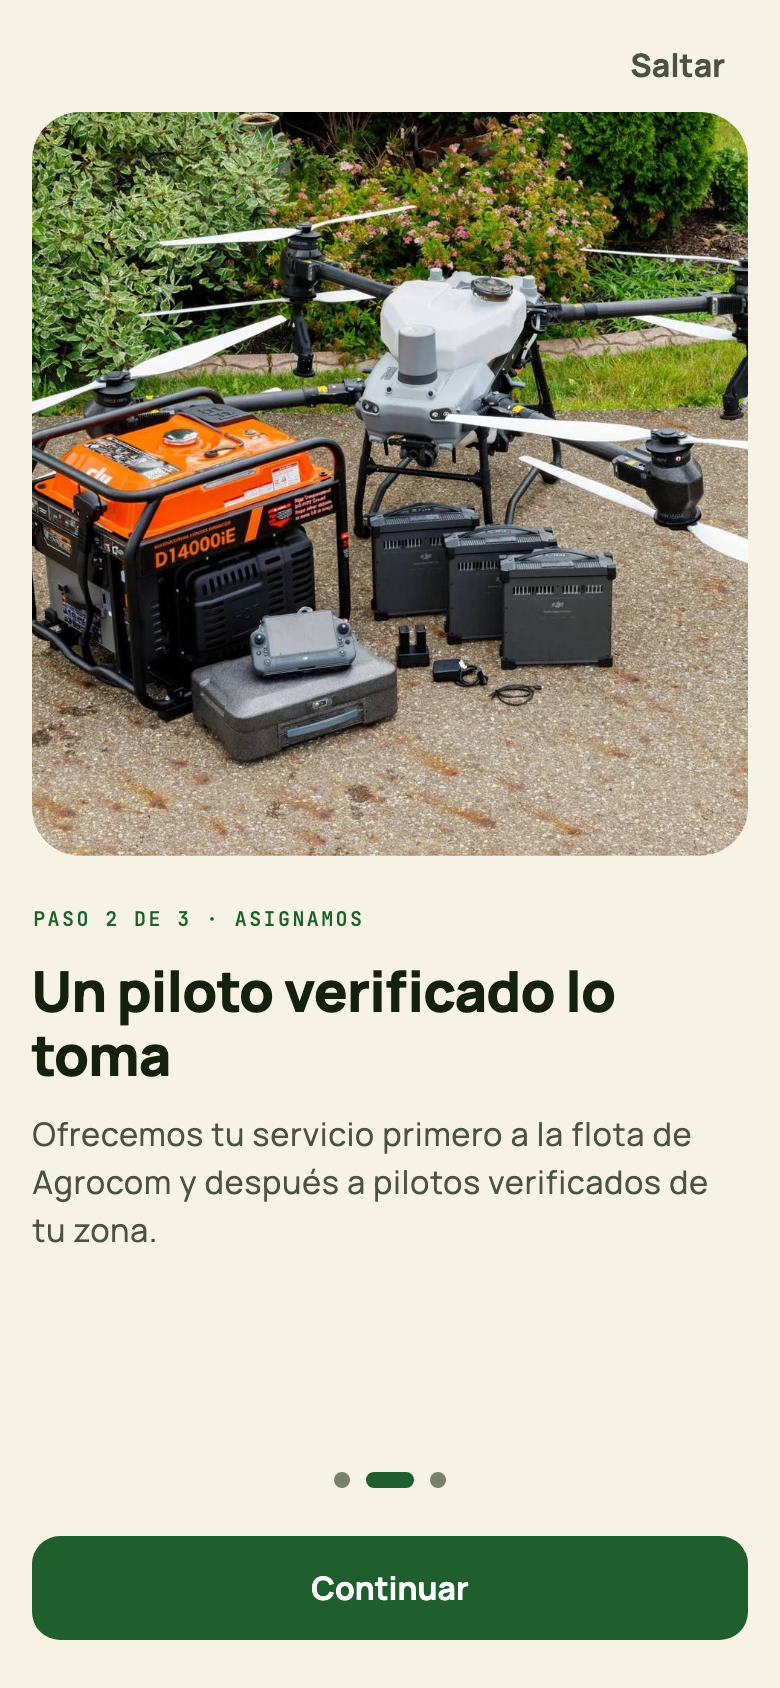 Saltar
dji
D14000iE
PASO 2 DE 3 · ASIGNAMOS
Un piloto verificado lo
toma
Ofrecemos tu servicio primero a la flota de
Agrocom y después a pilotos verificados de
tu zona.
Continuar